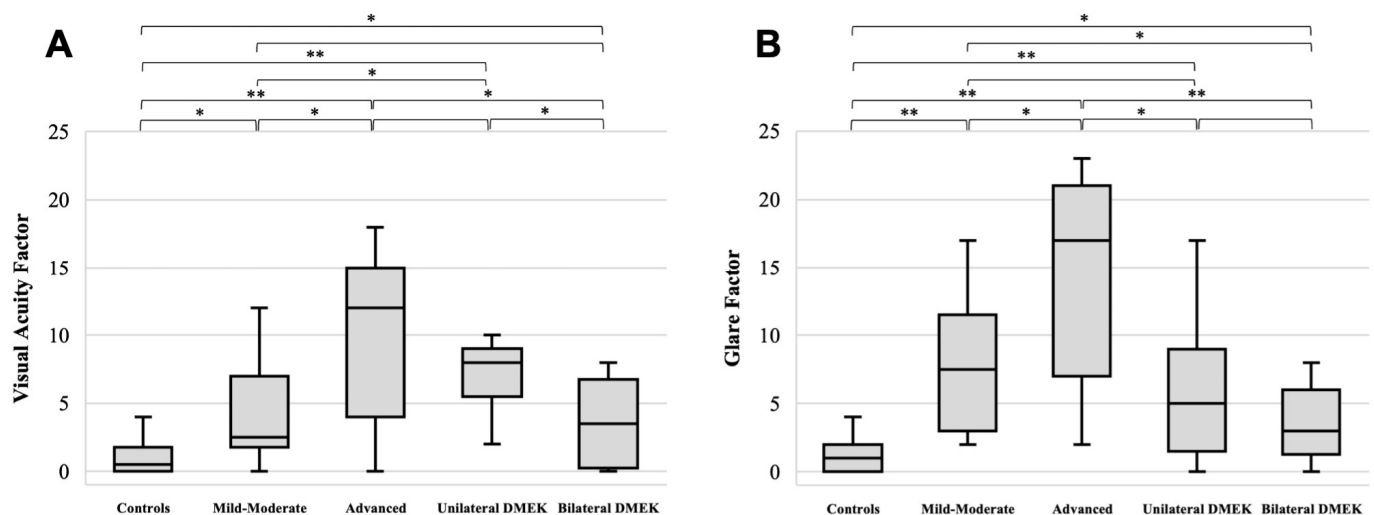 A
*
*
**
*
**
*
*
*
*
25
20
15
10
5
0
Visual Acuity Factor
Controls
Mild-Moderate
Advanced
Unilateral DMEK
Bilateral DMEK
B
*
*
**
**
**
**
*
*
25
20
15
10
5
0
Glare Factor
Controls
Mild-Moderate
Advanced
Unilateral DMEK
Bilateral DMEK